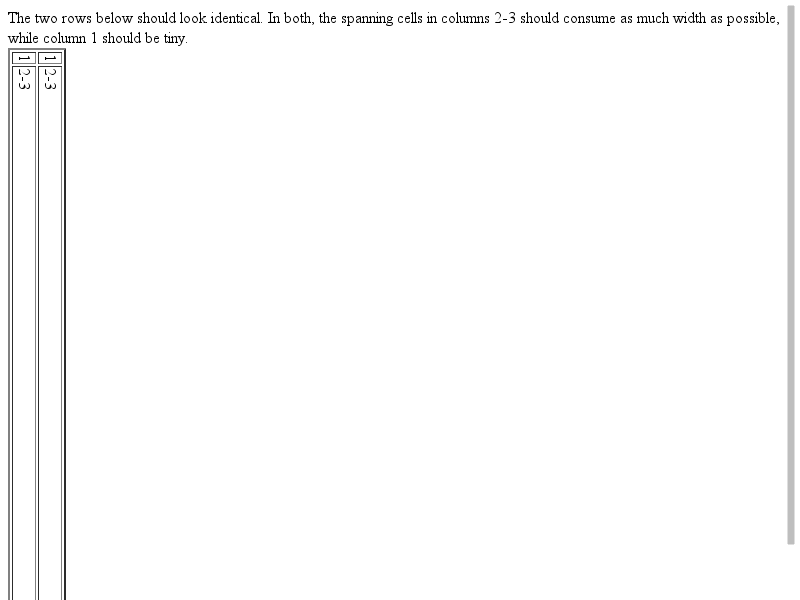 The two rows below should look identical. In both, the spanning cells in columns 2-3 should consume as much width as possible,
while column 1 should be tiny.
1 2-3
1 2-3